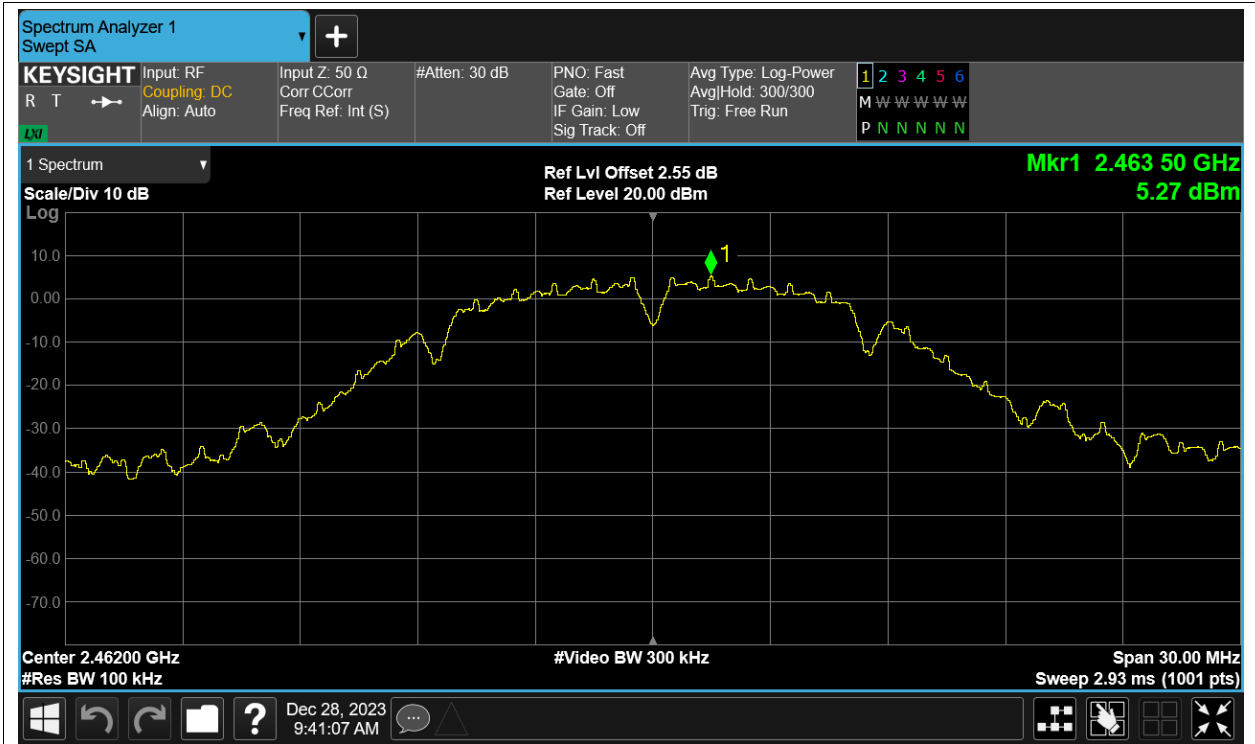 Spectrum Analyzer 1
Swept SA
KEYSIGHT
R T
LXI
Input: RF
Coupling: DC
Align: Auto
Input Z: 50 Ω
Corr CCorr
Freq Ref: Int (S)
#Atten: 30 dB
PNO: Fast
Gate: Off
IF Gain: Low
Sig Track: Off
Avg Type: Log-Power
Avg|Hold: 300/300
Trig: Free Run
1 2 3 4 5 6
M W W W W W
P N N N N N
1 Spectrum
Scale/Div 10 dB
Ref Lvl Offset 2.55 dB
Ref Level 20.00 dBm
Mkr1 2.463 50 GHz
5.27 dBm
Log
10.0
0.00
-10.0
-20.0
-30.0
-40.0
-50.0
-60.0
-70.0
1
Center 2.46200 GHz
#Res BW 100 kHz
#Video BW 300 kHz
Span 30.00 MHz
Sweep 2.93 ms (1001 pts)
?
Dec 28, 2023
9:41:07 AM